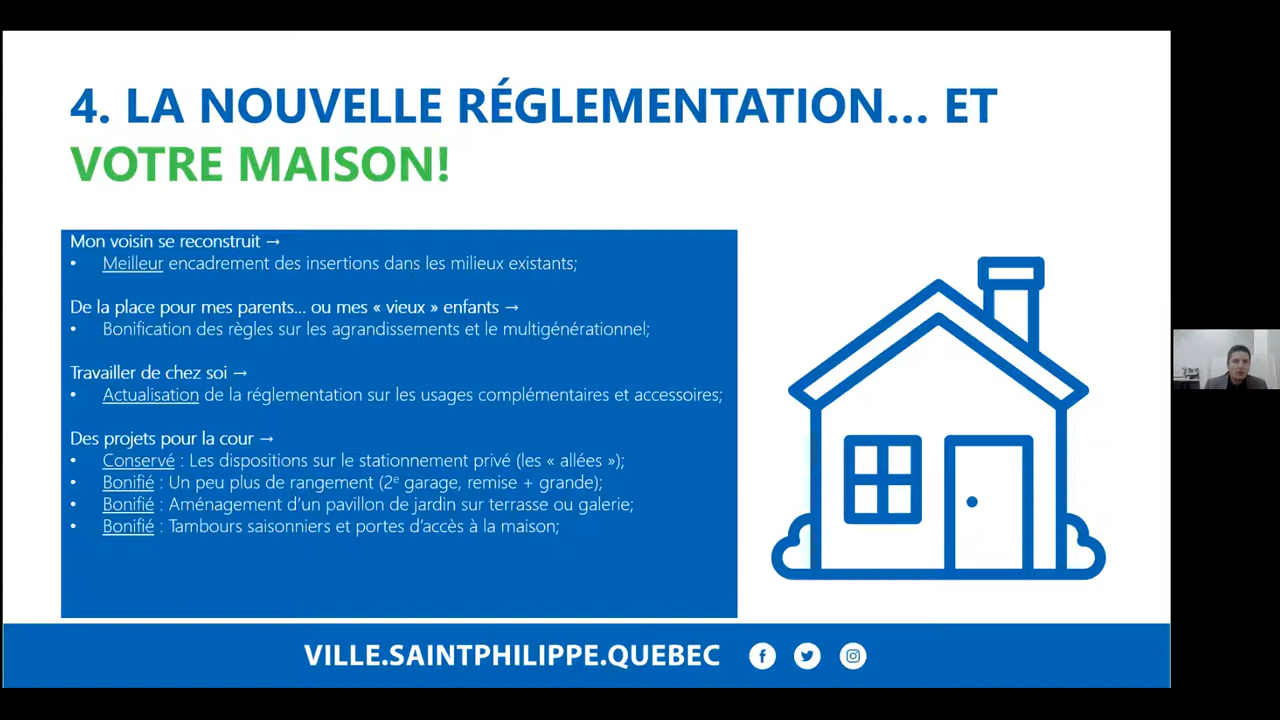 4. LA NOUVELLE RÉGLEMENTATION... ET
VOTRE MAISON!
Mon voisin se reconstruit →
• Meilleur encadrement des insertions dans les milieux existants;
De la place pour mes parents... ou mes « vieux » enfants →
• Bonification des règles sur les agrandissements et le multigénérationnel;
Travailler de chez soi →
• Actualisation de la réglementation sur les usages complémentaires et accessoires;
Des projets pour la cour →
• Conservé : Les dispositions sur le stationnement privé (les « allées »);
• Bonifié : Un peu plus de rangement (2e garage, remise + grande);
• Bonifié : Aménagement d’un pavillon de jardin sur terrasse ou galerie;
• Bonifié : Tambours saisonniers et portes d’accès à la maison;
VILLE.SAINTPHILIPPE.QUEBEC